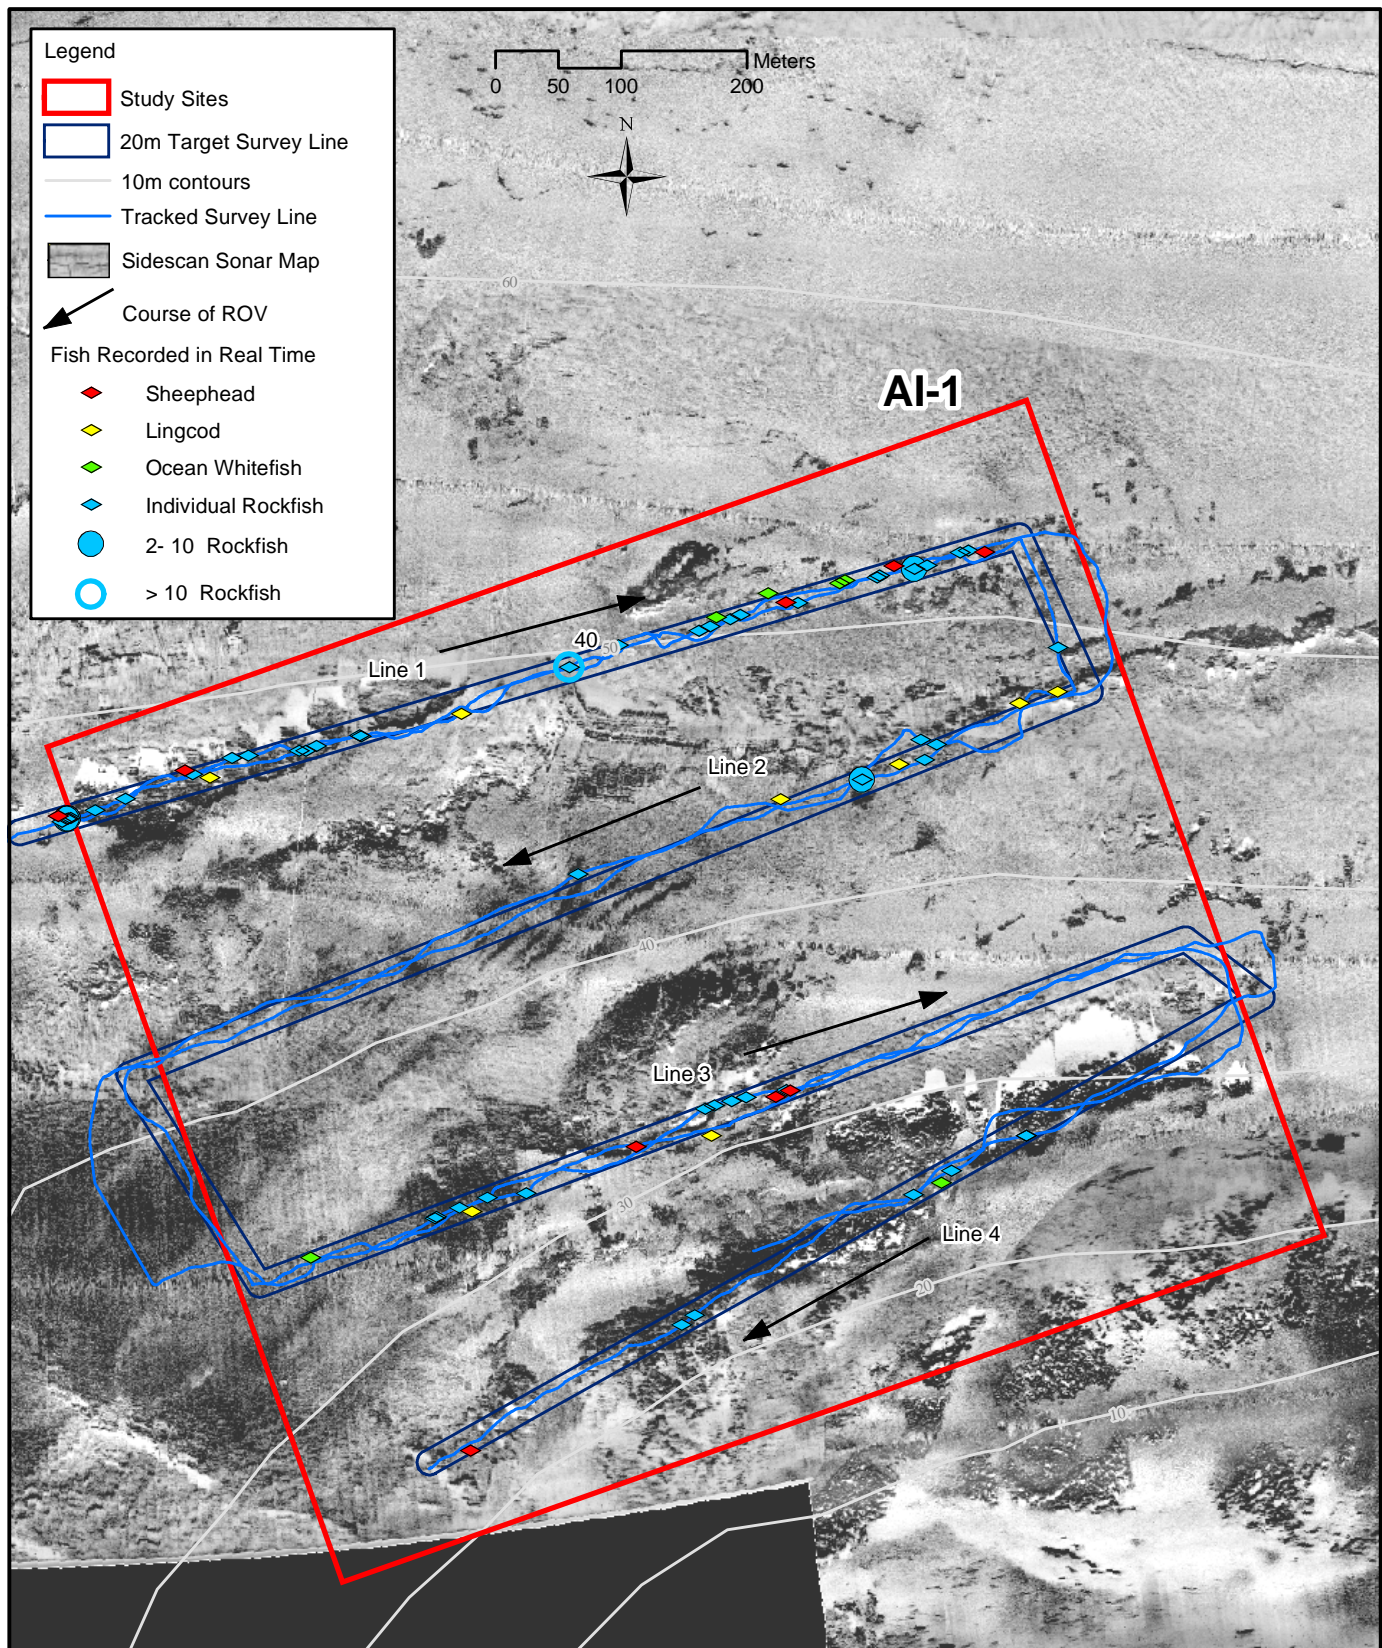 Legend
Study Sites
20m Target Survey Line
10m contours
Tracked Survey Line
Sidescan Sonar Map
Course of ROV
Fish Recorded in Real Time
Sheephead
Lingcod
Ocean Whitefish
Individual Rockfish
2- 10 Rockfish
> 10 Rockfish
Meters
0 50 100 200
N
60
AI-1
40
50
Line 1
Line 2
40
Line 3
30
Line 4
20
10